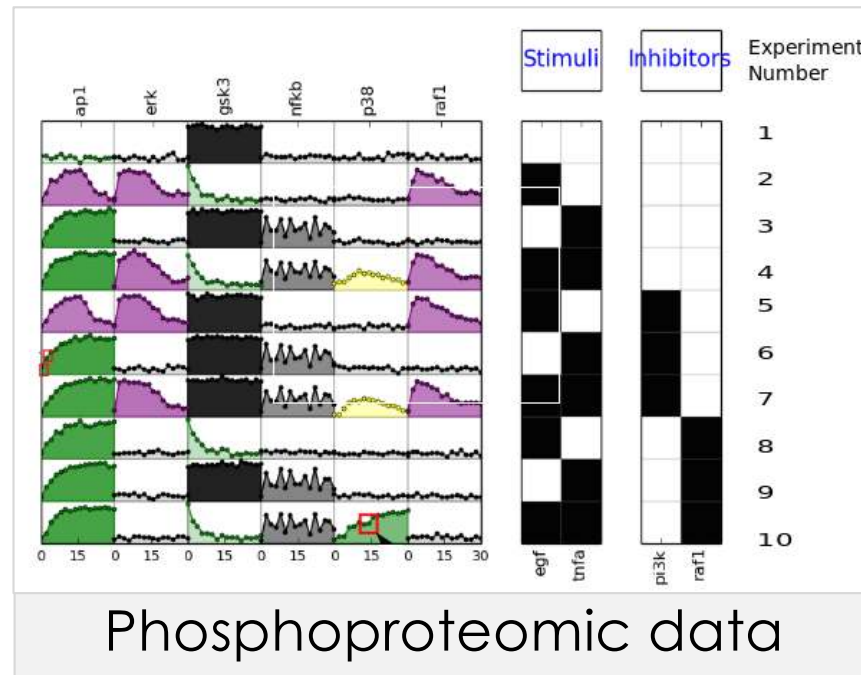 Stimuli Inhibitors Experiment
Number
ap1 erk gsk3 nfkb p38 raf1
1
2
3
4
5
6
7
8
9
10
0 15 0 15 0 15 0 15 0 15 0 15 30
egf tnfa pi3k raf1
Phosphoproteomic data